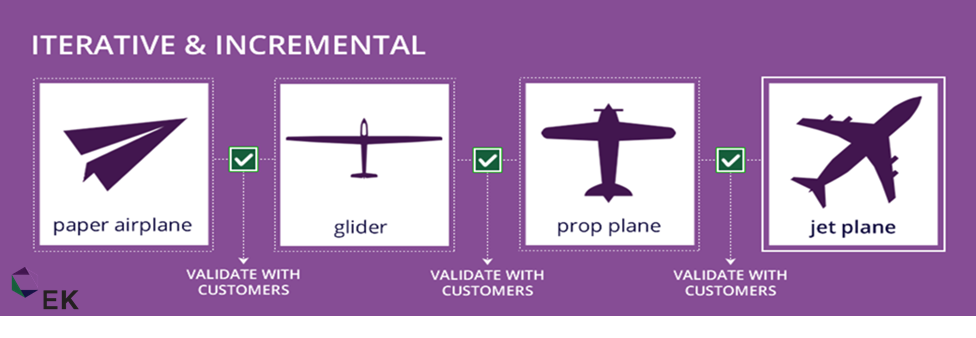 ITERATIVE & INCREMENTAL
paper airplane
glider
prop plane
jet plane
VALIDATE WITH
CUSTOMERS
VALIDATE WITH
CUSTOMERS
VALIDATE WITH
CUSTOMERS
EK